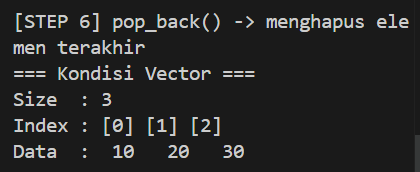 [STEP 6] pop_back() -> menghapus ele
men terakhir
=== Kondisi Vector ===
Size  : 3
Index : [0] [1] [2]
Data  :  10   20   30